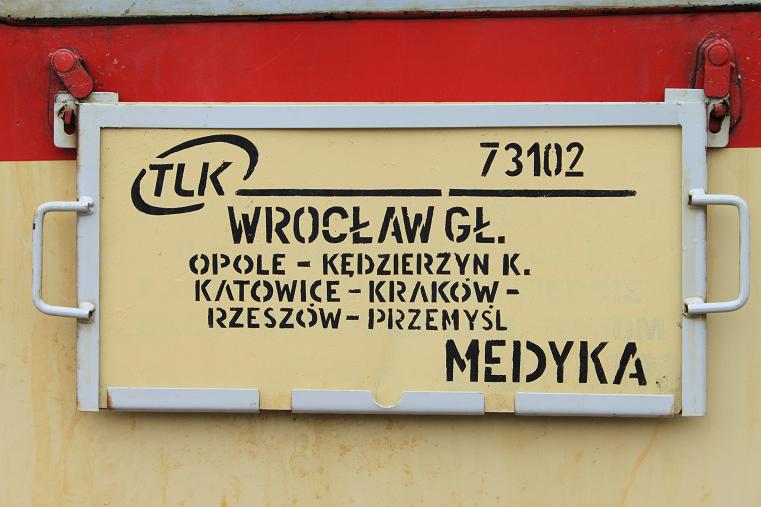 TLK 73102
WROCŁAW GŁ.
OPOLE - KĘDZIERZYN K.
KATOWICE - KRAKÓW -
RZESZÓW - PRZEMYŚL
MEDYKA